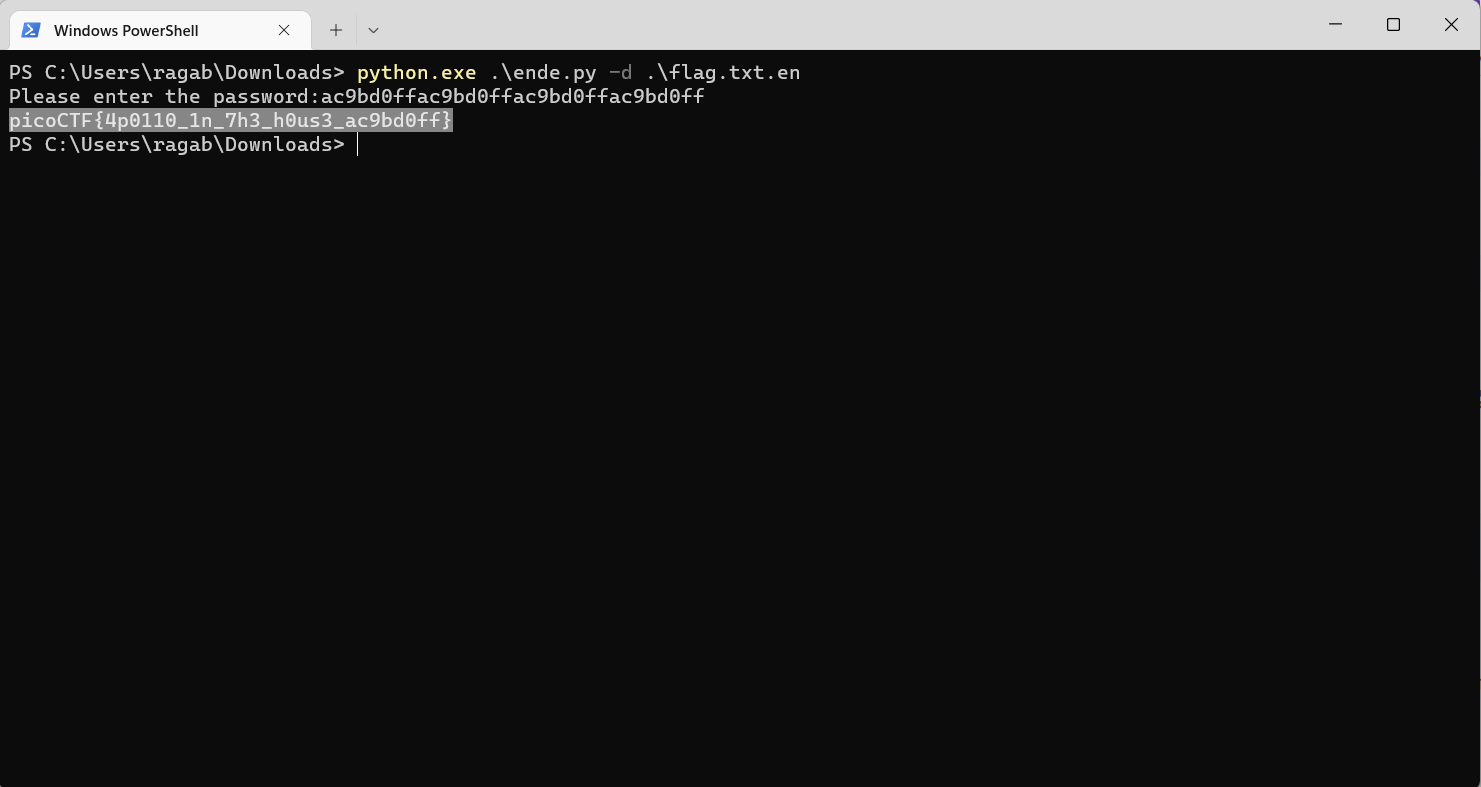 Windows PowerShell
PS C:\Users\ragab\Downloads> python.exe .\ende.py -d .\flag.txt.en
Please enter the password:ac9bd0ffac9bd0ffac9bd0ffac9bd0ff
picoCTF{4p0110_1n_7h3_h0us3_ac9bd0ff}
PS C:\Users\ragab\Downloads>